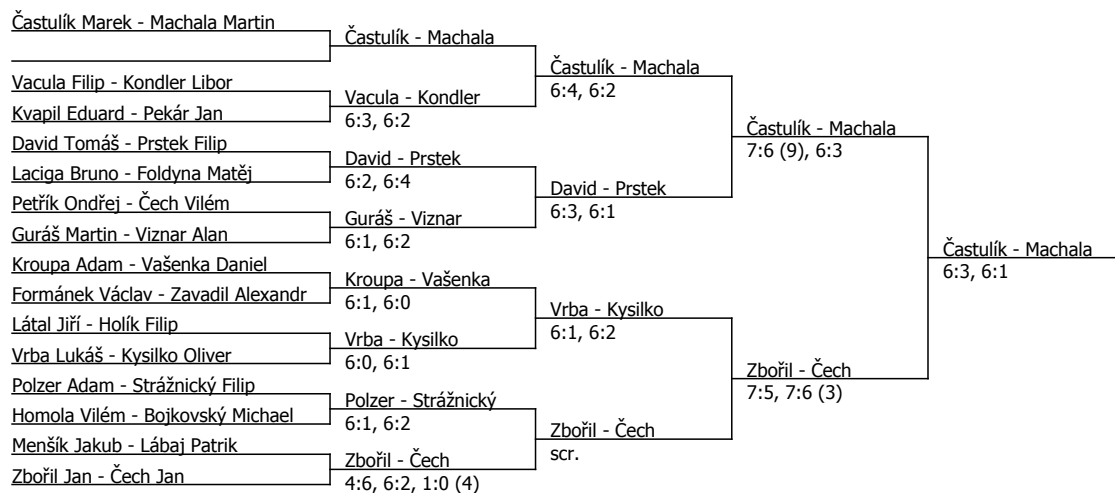 Častulík Marek - Machala Martin
Vacula Filip - Kondler Libor
Kvapil Eduard - Pekár Jan
David Tomáš - Prstek Filip
Laciga Bruno - Foldyna Matěj
Petřík Ondřej - Čech Vilém
Guráš Martin - Viznar Alan
Kroupa Adam - Vašenka Daniel
Formánek Václav - Zavadil Alexandr
Látal Jiří - Holík Filip
Vrba Lukáš - Kysilko Oliver
Polzer Adam - Strážnický Filip
Homola Vilém - Bojkovský Michael
Menšík Jakub - Lábaj Patrik
Zbořil Jan - Čech Jan
Častulík - Machala
Vacula - Kondler
6:3, 6:2
David - Prstek
6:2, 6:4
Guráš - Viznar
6:1, 6:2
Kroupa - Vašenka
6:1, 6:0
Vrba - Kysilko
6:0, 6:1
Polzer - Strážnický
6:1, 6:2
Zbořil - Čech
4:6, 6:2, 1:0 (4)
Častulík - Machala
6:4, 6:2
David - Prstek
6:3, 6:1
Vrba - Kysilko
6:1, 6:2
Zbořil - Čech
scr.
Častulík - Machala
7:6 (9), 6:3
Zbořil - Čech
7:5, 7:6 (3)
Častulík - Machala
6:3, 6:1